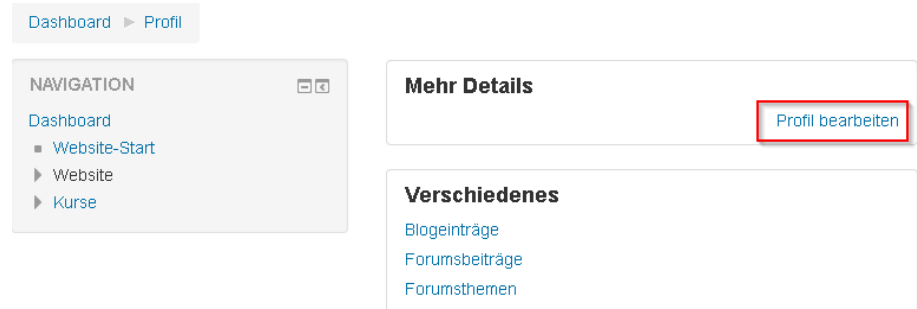 Dashboard ► Profil
NAVIGATION
Dashboard
Website-Start
Website
Kurse
Mehr Details
Profil bearbeiten
Verschiedenes
Blogeinträge
Forumsbeiträge
Forumsthemen